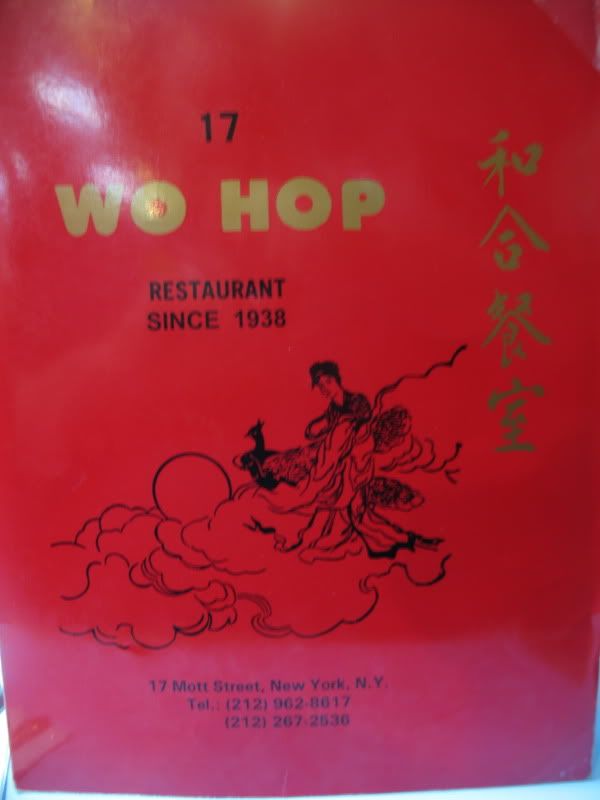 17
WO HOP
RESTAURANT
SINCE 1938
和合餐室
17 Mott Street, New York, N.Y.
Tel.: (212) 962-8617
(212) 267-2536